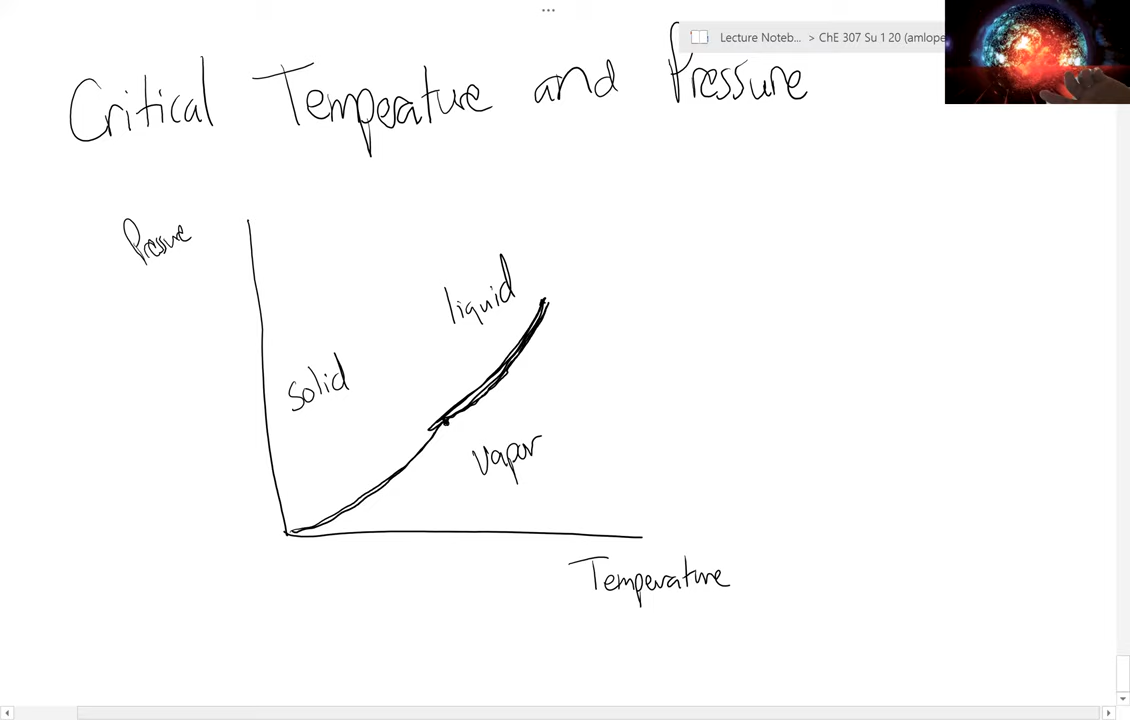 Lecture Noteb... > ChE 307 Su 1 20 (amlope
Critical Temperature and Pressure
Pressure
liquid
solid
vapor
Temperature